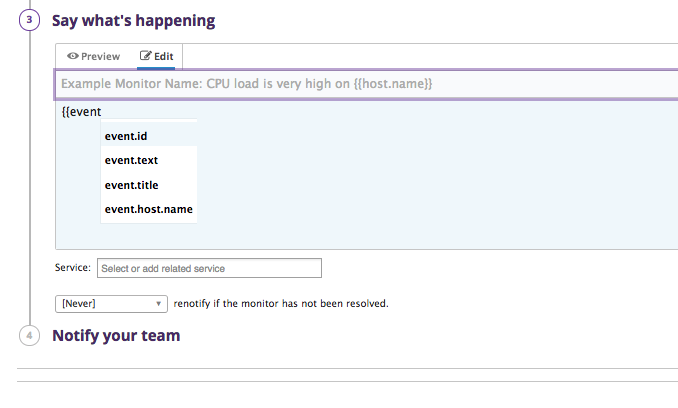 3 Say what's happening
Preview Edit
Example Monitor Name: CPU load is very high on {{host.name}}
{{event
event.id
event.text
event.title
event.host.name
Service: Select or add related service
[Never] renotify if the monitor has not been resolved.
4 Notify your team